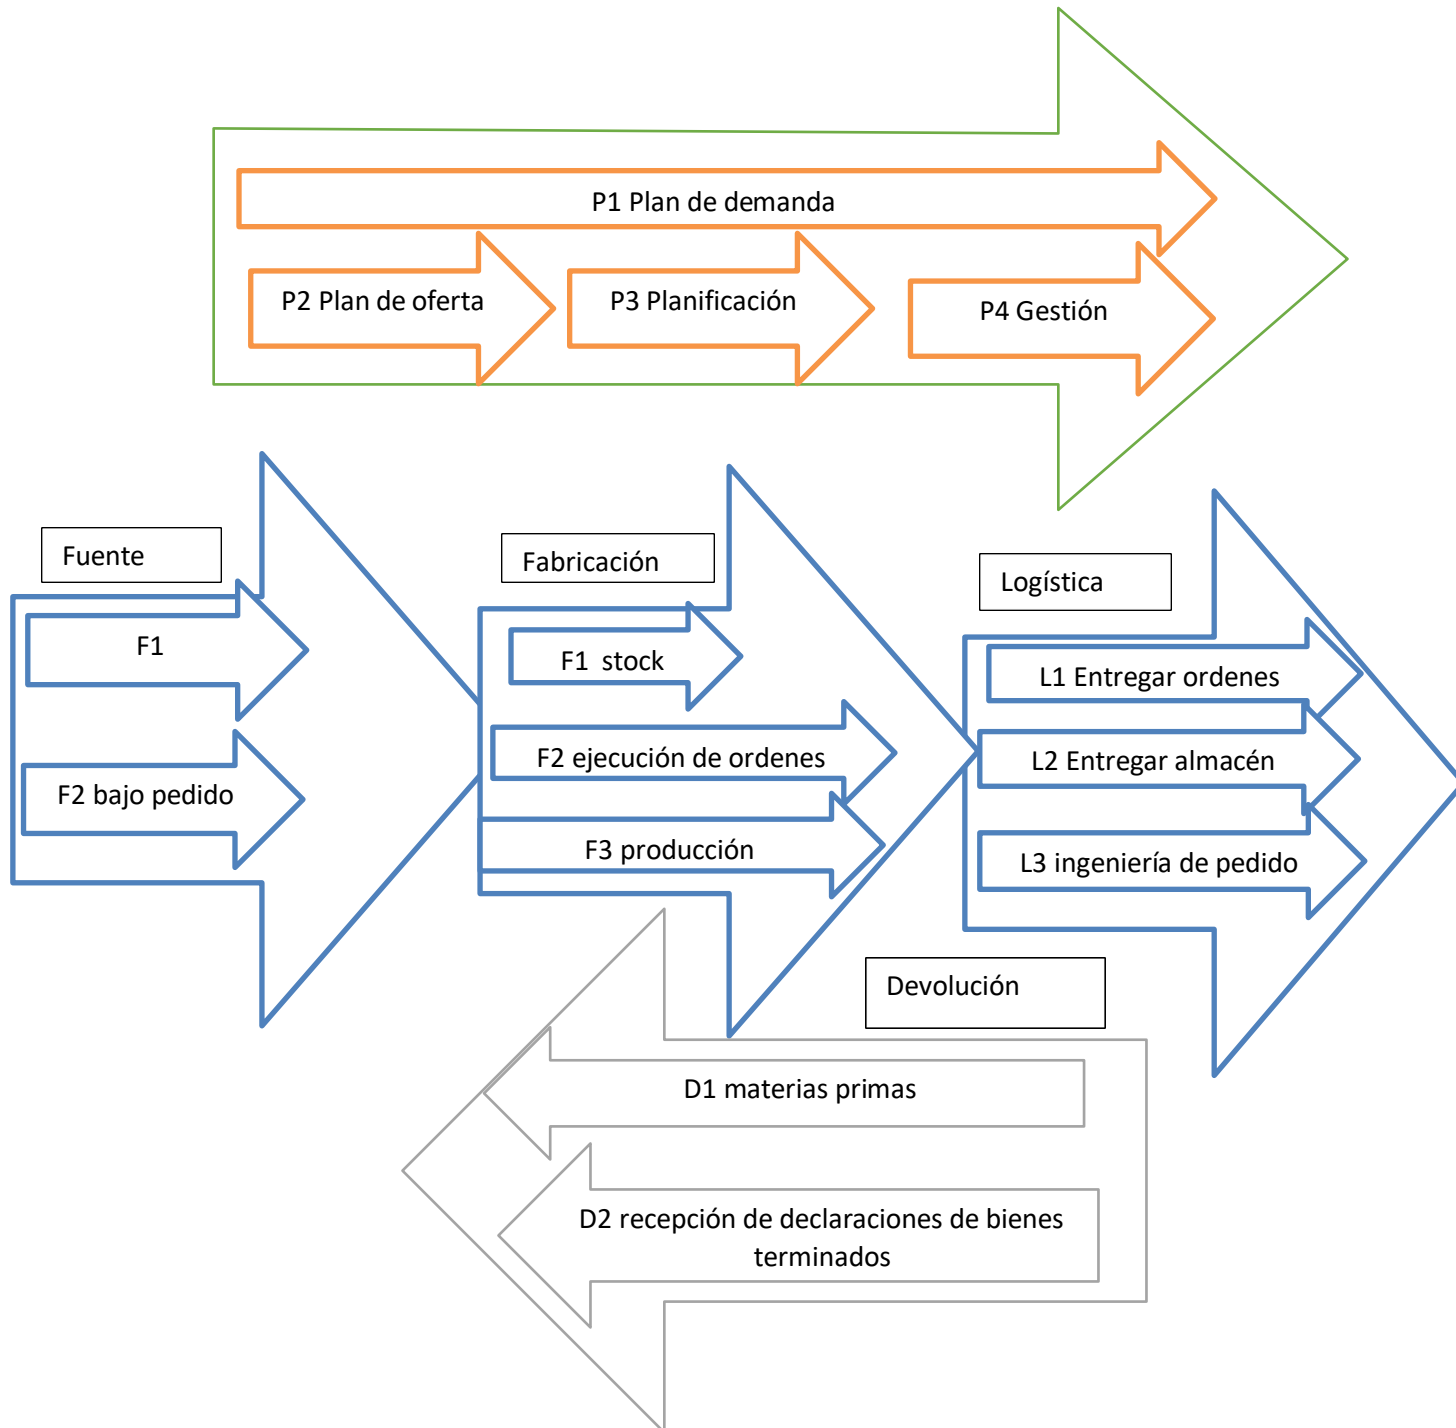 P1 Plan de demanda
P2 Plan de oferta
P3 Planificación
P4 Gestión
Fuente
F1
F2 bajo pedido
Fabricación
F1 stock
F2 ejecución de ordenes
F3 producción
Logística
L1 Entregar ordenes
L2 Entregar almacén
L3 ingeniería de pedido
Devolución
D1 materias primas
D2 recepción de declaraciones de bienes
terminados